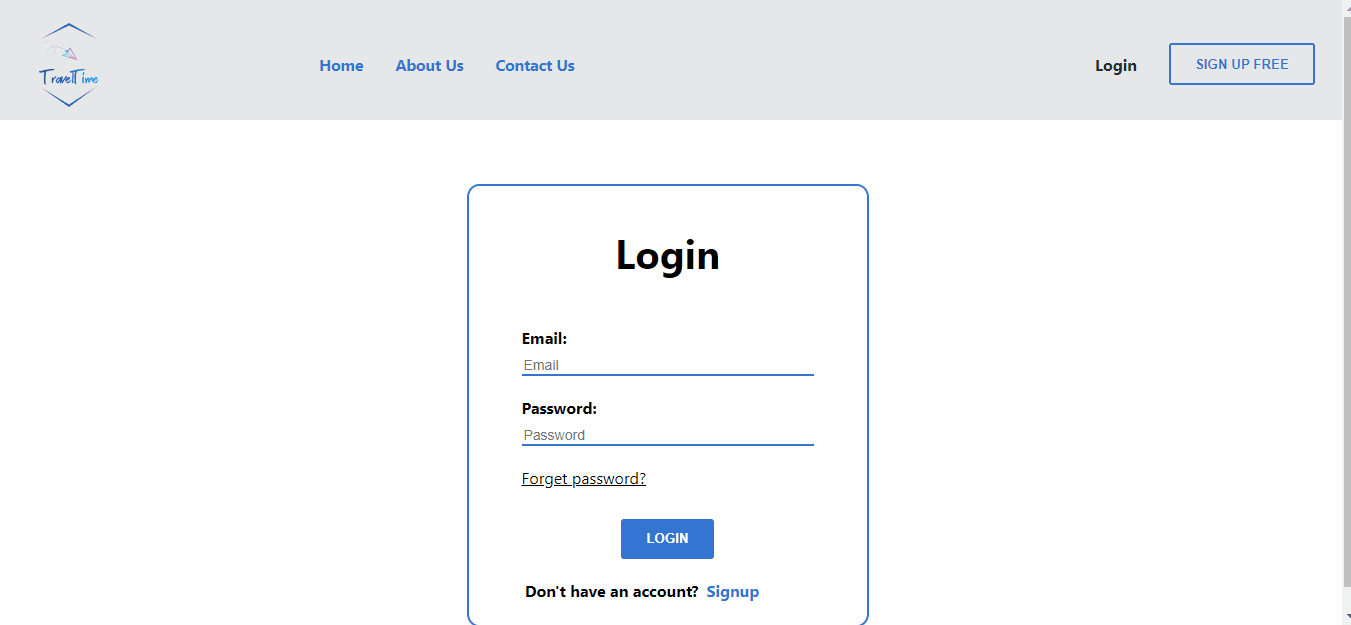 TravelTime
Home About Us Contact Us Login SIGN UP FREE
Login
Email:
Email
Password:
Password
Forget password?
LOGIN
Don't have an account? Signup